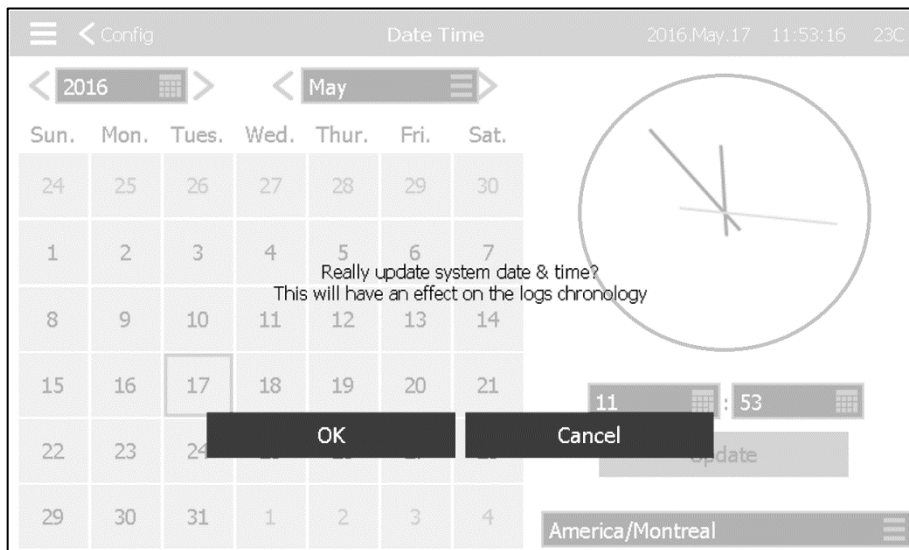 Config Date Time 2016.May.17 11:53:16 23C
2016 May
Sun. Mon. Tues. Wed. Thur. Fri. Sat.
24 25 26 27 28 29 30
1 2 3 4 5 6 7
Really update system date & time?
This will have an effect on the logs chronology
8 9 10 11 12 13 14
15 16 17 18 19 20 21
11 : 53
OK Cancel
22 23 24
Update
29 30 31 1 2 3 4
America/Montreal